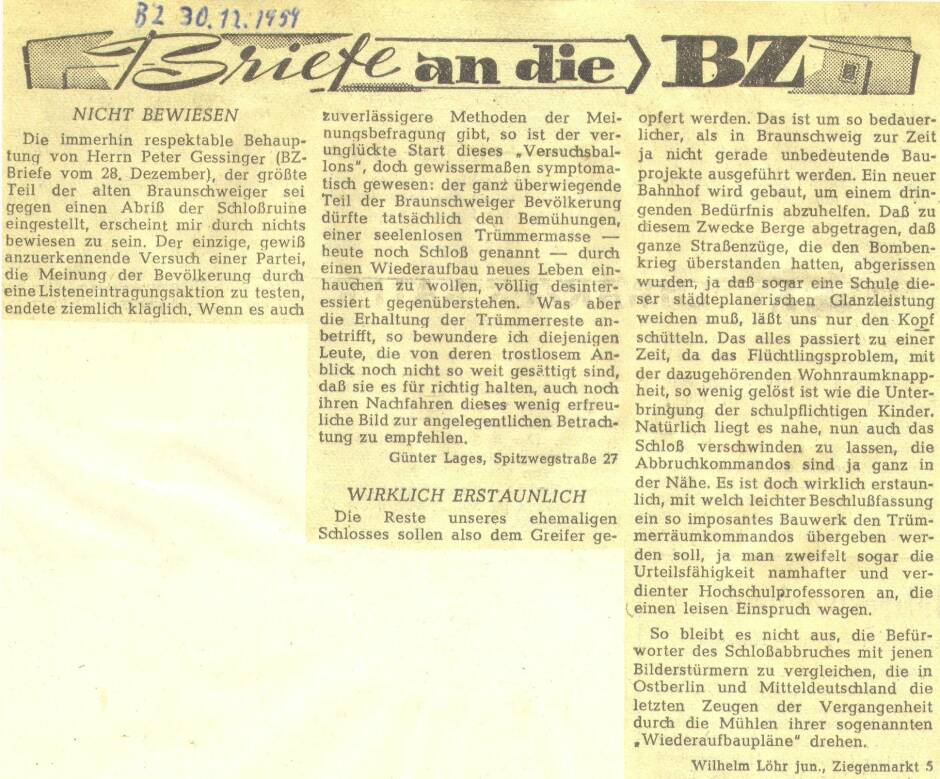 BZ 30.12.1959
Briefe an die BZ
NICHT BEWIESEN
Die immerhin respektable Behaup-
tung von Herrn Peter Gessinger (BZ-
Briefe vom 28. Dezember), der größte
Teil der alten Braunschweiger sei
gegen einen Abriß der Schloßruine
eingestellt, erscheint mir durch nichts
bewiesen zu sein. Der einzige, gewiß
anzuerkennende Versuch einer Partei,
die Meinung der Bevölkerung durch
eine Listeneintragungsaktion zu testen,
endete ziemlich kläglich. Wenn es auch
zuverlässigere Methoden der Mei-
nungsbefragung gibt, so ist der ver-
unglückte Start dieses „Versuchsbal-
lons", doch gewissermaßen symptoma-
tisch gewesen: der ganz überwiegende
Teil der Braunschweiger Bevölkerung
dürfte tatsächlich den Bemühungen,
einer seelenlosen Trümmermasse —
heute noch Schloß genannt — durch
einen Wiederaufbau neues Leben ein-
hauchen zu wollen, völlig desinter-
essiert gegenüberstehen. Was aber
die Erhaltung der Trümmerreste an-
betrifft, so bewundere ich diejenigen
Leute, die von deren trostlosem An-
blick noch nicht so weit gesättigt sind,
daß sie es für richtig halten, auch noch
ihren Nachfahren dieses wenig erfreu-
liche Bild zur angelegentlichen Betrach-
tung zu empfehlen.
Günter Lages, Spitzwegstraße 27
WIRKLICH ERSTAUNLICH
Die Reste unseres ehemaligen
Schlosses sollen also dem Greifer ge-
opfert werden. Das ist um so bedauer-
licher, als in Braunschweig zur Zeit
ja nicht gerade unbedeutende Bau-
projekte ausgeführt werden. Ein neuer
Bahnhof wird gebaut, um einem drin-
genden Bedürfnis abzuhelfen. Daß zu
diesem Zwecke Berge abgetragen, daß
ganze Straßenzüge, die den Bomben-
krieg überstanden hatten, abgerissen
wurden, ja daß sogar eine Schule die-
ser städteplanerischen Glanzleistung
weichen muß, läßt uns nur den Kopf
schütteln. Das alles passiert zu einer
Zeit, da das Flüchtlingsproblem, mit
der dazugehörenden Wohnraumknapp-
heit, so wenig gelöst ist wie die Unter-
bringung der schulpflichtigen Kinder.
Natürlich liegt es nahe, nun auch das
Schloß verschwinden zu lassen, die
Abbruchkommandos sind ja ganz in
der Nähe. Es ist doch wirklich erstaun-
lich, mit welch leichter Beschlußfassung
ein so imposantes Bauwerk den Trüm-
merräumkommandos übergeben wer-
den soll, ja man zweifelt sogar die
Urteilsfähigkeit namhafter und ver-
dienter Hochschulprofessoren an, die
einen leisen Einspruch wagen.
So bleibt es nicht aus, die Befür-
worter des Schloßabbruches mit jenen
Bilderstürmern zu vergleichen, die in
Ostberlin und Mitteldeutschland die
letzten Zeugen der Vergangenheit
durch die Mühlen ihrer sogenannten
„Wiederaufbaupläne" drehen.
Wilhelm Löhr jun., Ziegenmarkt 5